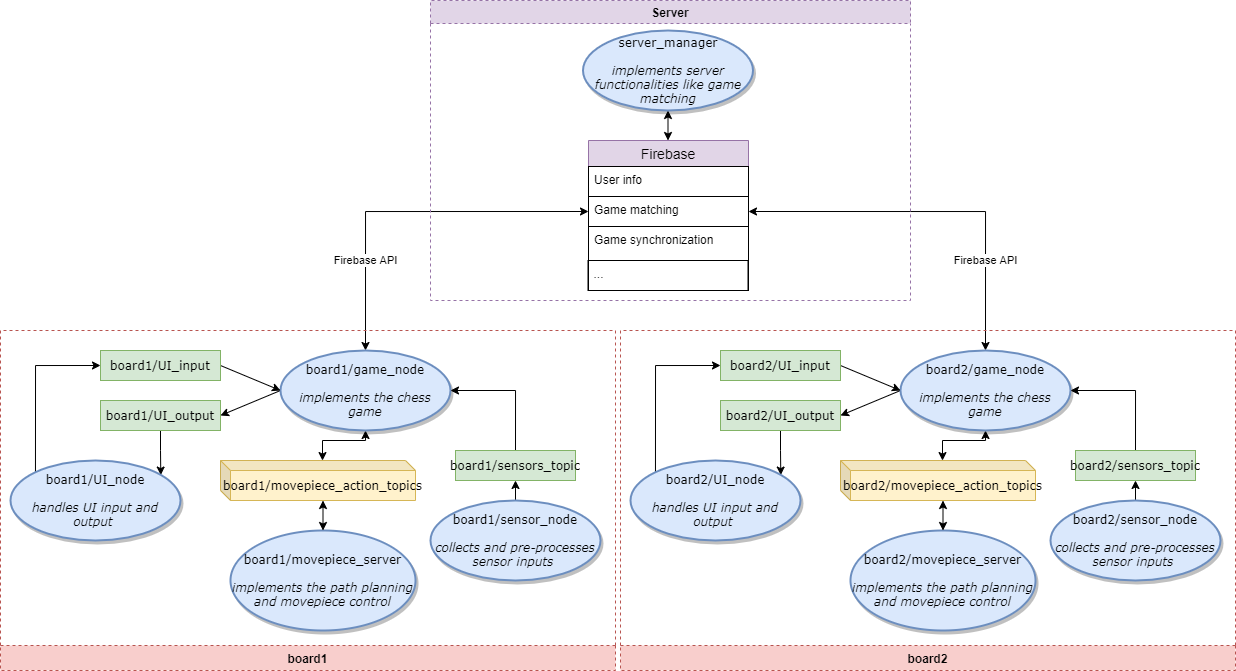 Server
server_manager
implements server
functionalities like game
matching
Firebase
User info
Game matching
Game synchronization
...
Firebase API
Firebase API
board1/UI_input
board1/UI_output
board1/game_node
implements the chess
game
board1/UI_node
handles UI input and
output
board1/movepiece_action_topics
board1/sensors_topic
board1/movepiece_server
implements the path planning
and movepiece control
board1/sensor_node
collects and pre-processes
sensor inputs
board1
board2/UI_input
board2/UI_output
board2/game_node
implements the chess
game
board2/UI_node
handles UI input and
output
board2/movepiece_action_topics
board2/sensors_topic
board2/movepiece_server
implements the path planning
and movepiece control
board2/sensor_node
collects and pre-processes
sensor inputs
board2